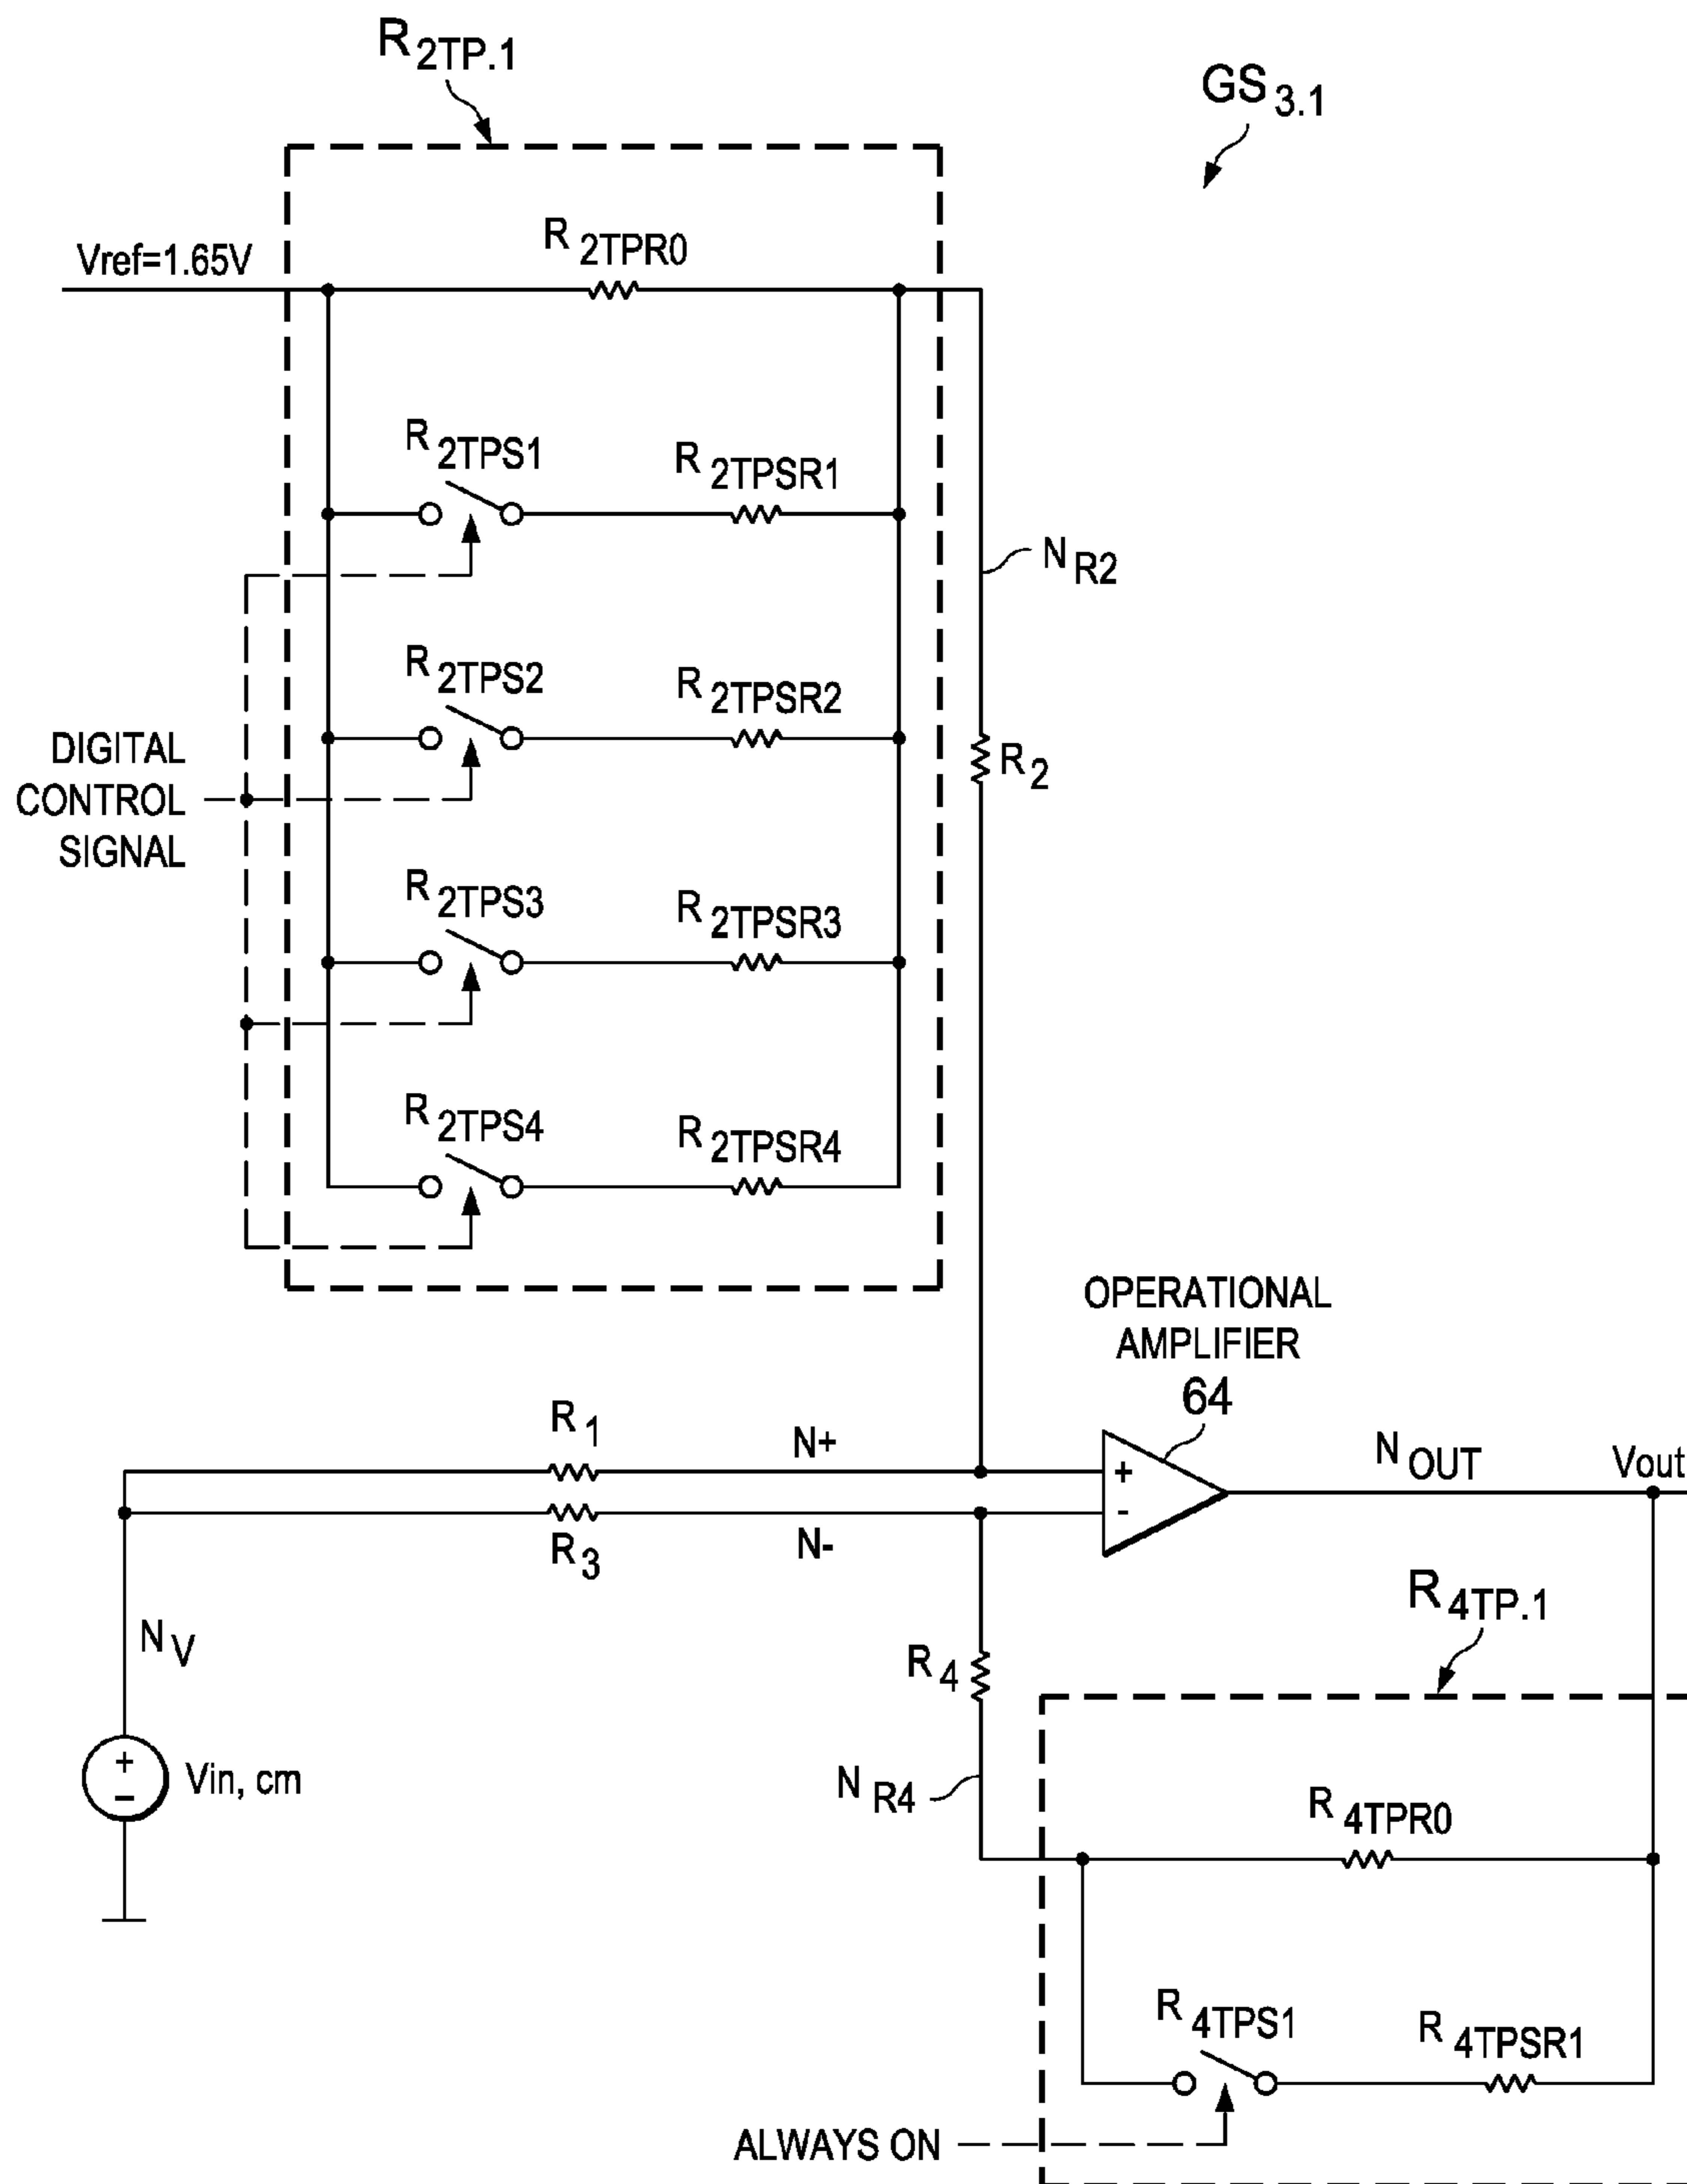 R2TP.1
GS3.1
Vref=1.65V
R2TPR0
R2TPS1
R2TPSR1
NR2
R2TPS2
R2TPSR2
DIGITAL
CONTROL
SIGNAL
R2
R2TPS3
R2TPSR3
R2TPS4
R2TPSR4
OPERATIONAL
AMPLIFIER
64
R1
N+
+
NOUT
Vout
R3
N-
-
R4TP.1
NV
R4
+
-
Vin, cm
NR4
R4TPR0
R4TPS1
R4TPSR1
ALWAYS ON